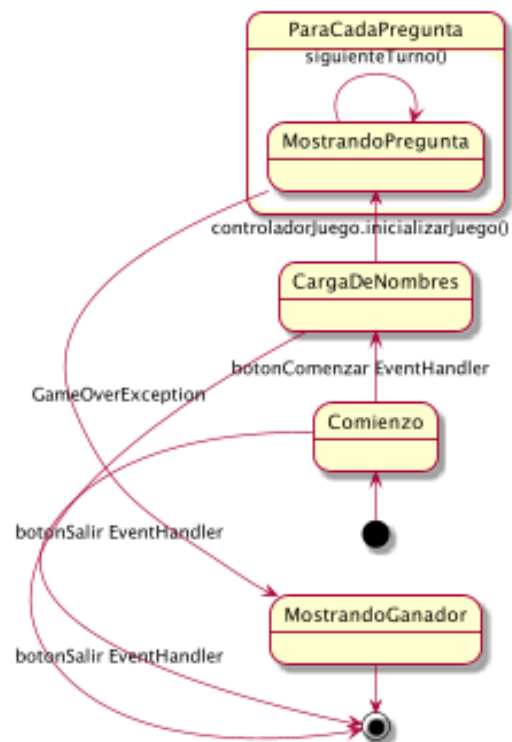 ParaCadaPregunta
siguienteTurno()
MostrandoPregunta
controladorJuego.inicializarJuego()
CargaDeNombres
botonComenzar EventHandler
GameOverException
Comienzo
botonSalir EventHandler
MostrandoGanador
botonSalir EventHandler